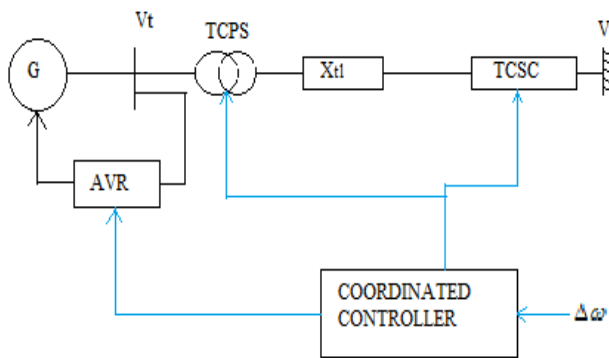 Vt
TCPS
V
G
Xtl
TCSC
AVR
COORDINATED
CONTROLLER
Δω